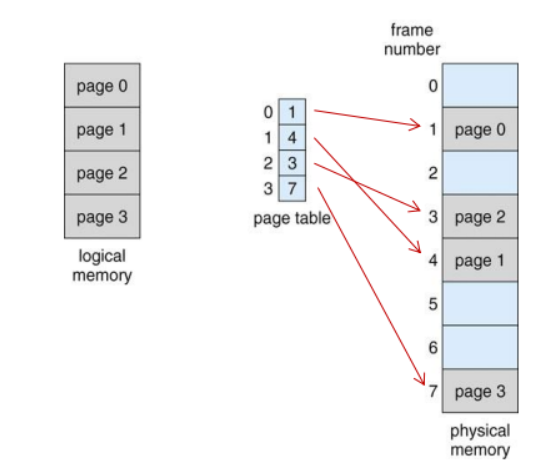 frame
number
page 0
page 1
page 2
page 3
logical
memory
0 1
1 4
2 3
3 7
page table
0
1 page 0
2
3 page 2
4 page 1
5
6
7 page 3
physical
memory